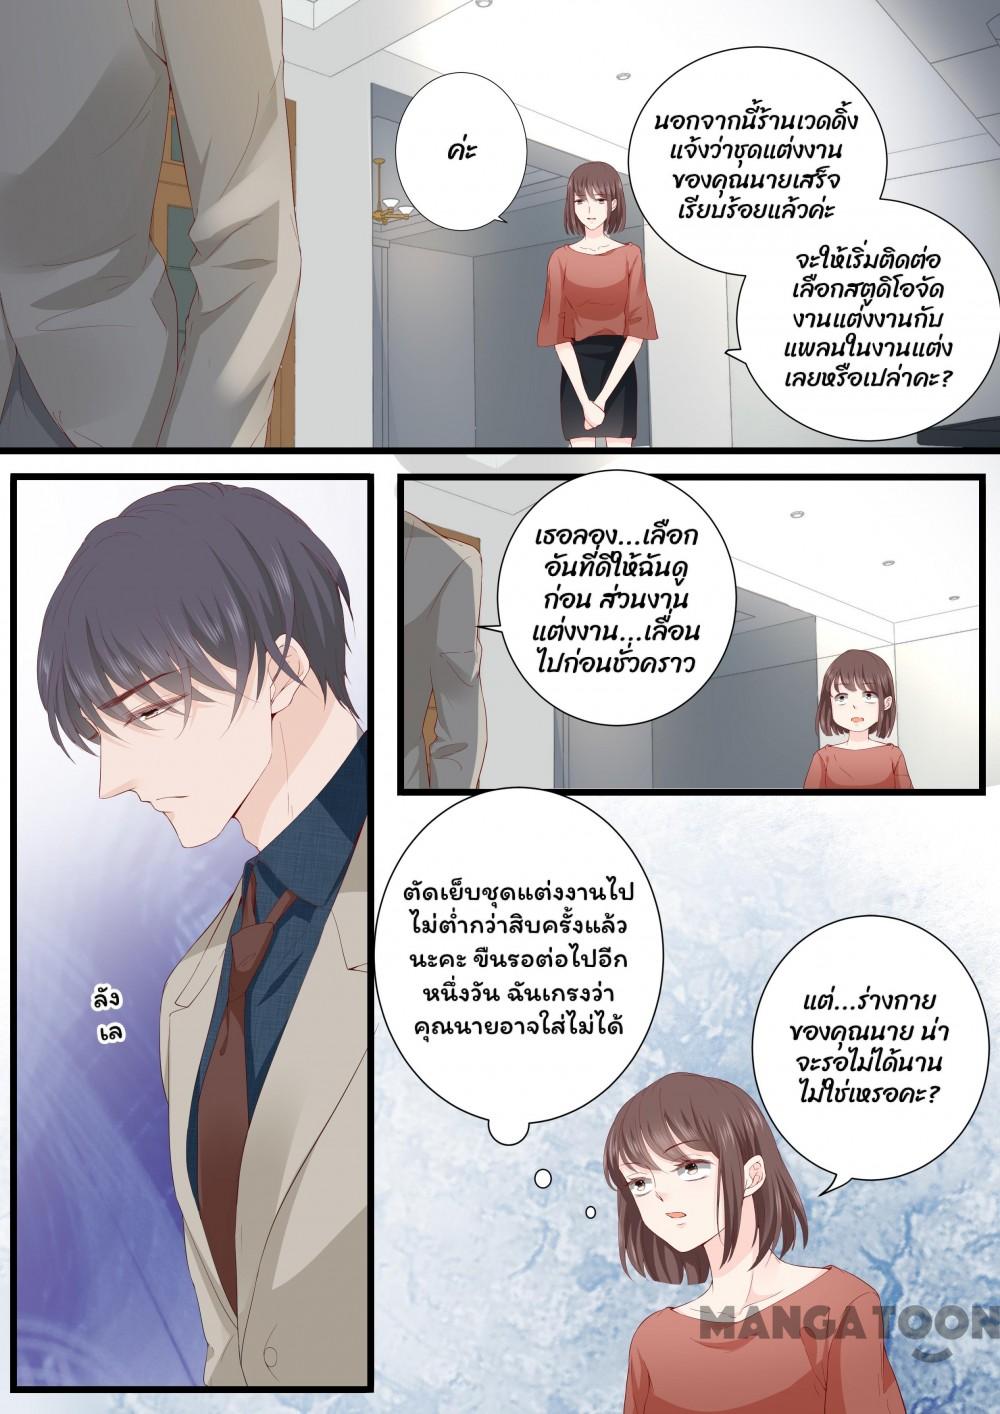 ค่ะ
นอกจากนี้ร้านเวดดิ้ง
แจ้งว่าชุดแต่งงาน
ของคุณนายเสร็จ
เรียบร้อยแล้วค่ะ
จะให้เริ่มติดต่อ
เลือกสตูดิโอจัด
งานแต่งงานกับ
แพลนในงานแต่ง
เลยหรือเปล่าคะ?
เธอลอง...เลือก
อันที่ดีให้ฉันดู
ก่อน ส่วนงาน
แต่งงาน...เลื่อน
ไปก่อนชั่วคราว
ลัง
เล
ตัดเย็บชุดแต่งงานไป
ไม่ต่ำกว่าสิบครั้งแล้ว
นะคะ ขืนรอต่อไปอีก
หนึ่งวัน ฉันเกรงว่า
คุณนายอาจใส่ไม่ได้
แต่...ร่างกาย
ของคุณนาย น่า
จะรอไม่ได้นาน
ไม่ใช่เหรอคะ?
MANGATOON